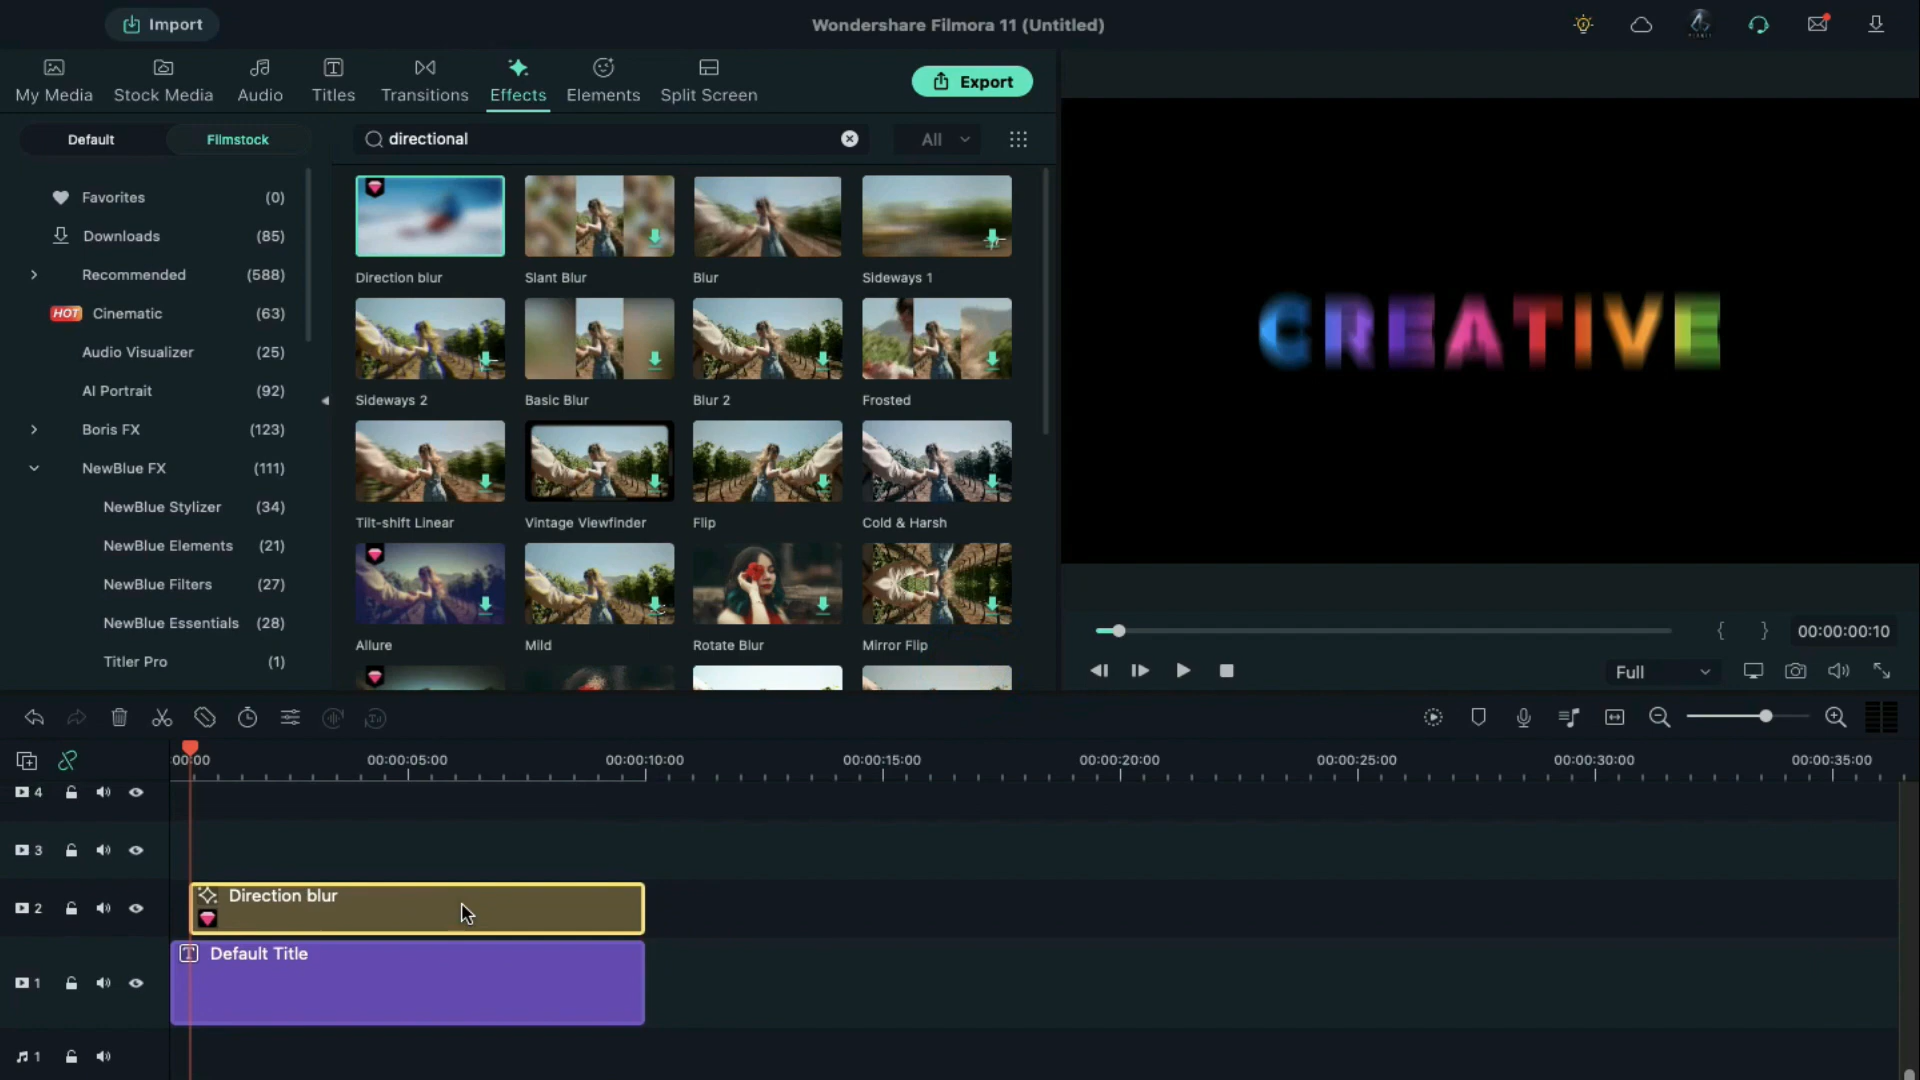 Import
Wondershare Filmora 11 (Untitled)
My Media
Stock Media
Audio
Titles
Transitions
Effects
Elements
Split Screen
Export
Default
Filmstock
directional
All
Favorites (0)
Downloads (85)
Recommended (588)
HOT Cinematic (63)
Audio Visualizer (25)
AI Portrait (92)
Boris FX (123)
NewBlue FX (111)
NewBlue Stylizer (34)
NewBlue Elements (21)
NewBlue Filters (27)
NewBlue Essentials (28)
Titler Pro (1)
Direction blur
Slant Blur
Blur
Sideways 1
Sideways 2
Basic Blur
Blur 2
Frosted
Tilt-shift Linear
Vintage Viewfinder
Flip
Cold & Harsh
Allure
Mild
Rotate Blur
Mirror Flip
CREATIVE
{ }
00:00:00:10
Full
:00:00
00:00:05:00
00:00:10:00
00:00:15:00
00:00:20:00
00:00:25:00
00:00:30:00
00:00:35:00
4
3
2
Direction blur
1
T Default Title
1